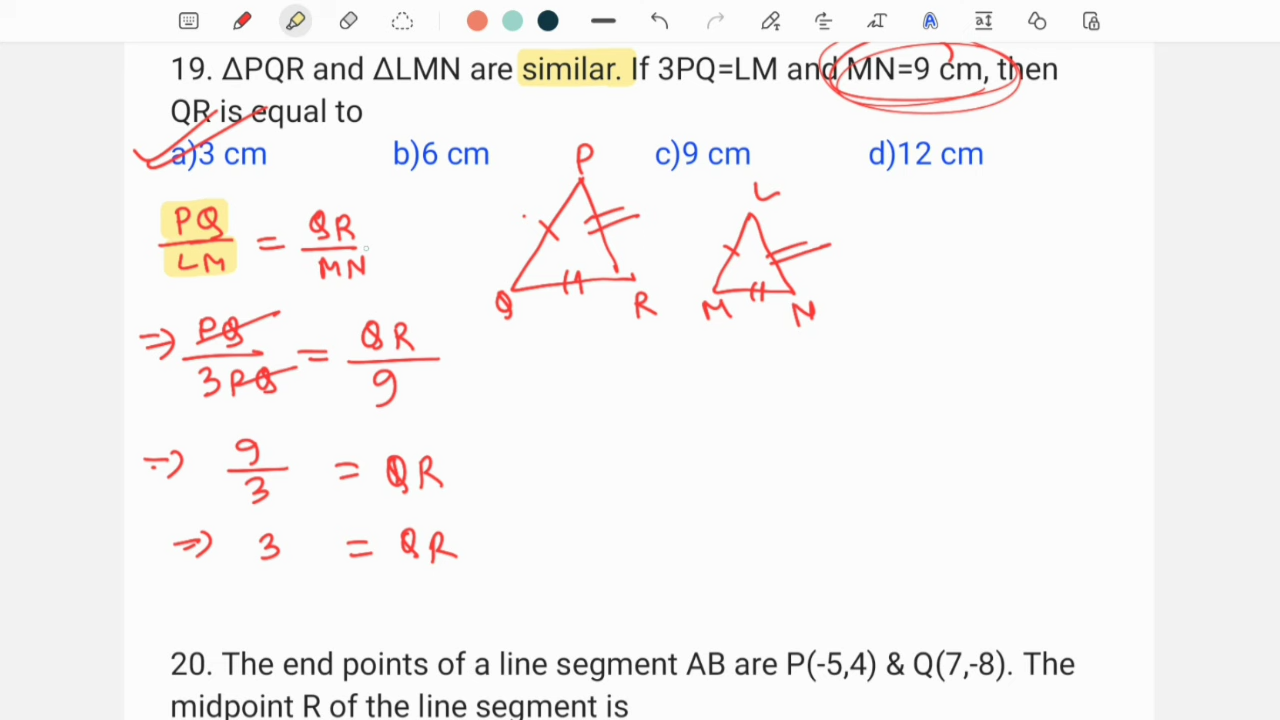 19. ΔPQR and ΔLMN are similar. If 3PQ=LM and MN=9 cm, then
QR is equal to
a)3 cm b)6 cm c)9 cm d)12 cm
PQ/LM = QR/MN
P
Q R
L
M N
⇒ PQ/3PQ = QR/9
⇒ 9/3 = QR
⇒ 3 = QR
20. The end points of a line segment AB are P(-5,4) & Q(7,-8). The
midpoint R of the line segment is